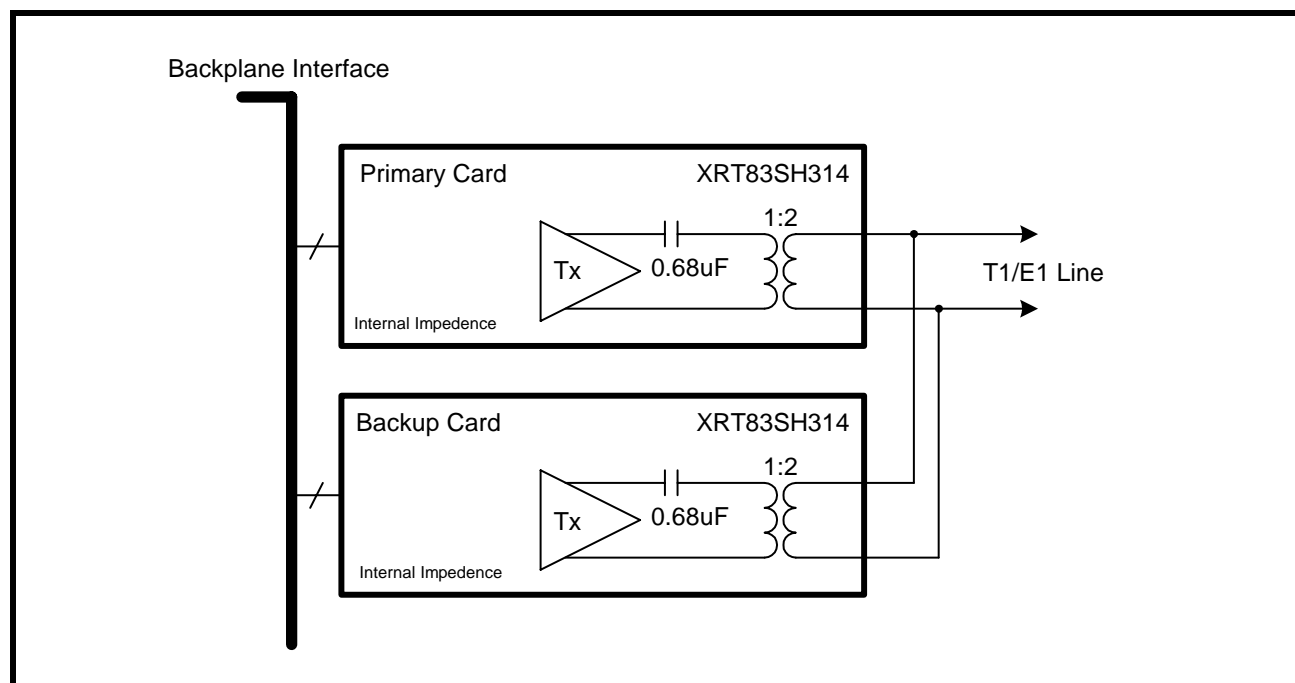 Backplane Interface
Primary Card
XRT83SH314
1:2
Tx
0.68uF
T1/E1 Line
Internal Impedence
Backup Card
XRT83SH314
1:2
Tx
0.68uF
Internal Impedence